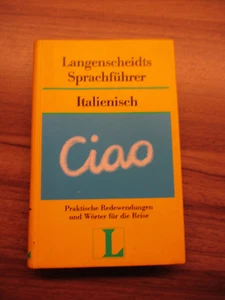 Langenscheidts
Sprachführer
Italienisch
Ciao
Praktische Redewendungen
und Wörter für die Reise
L